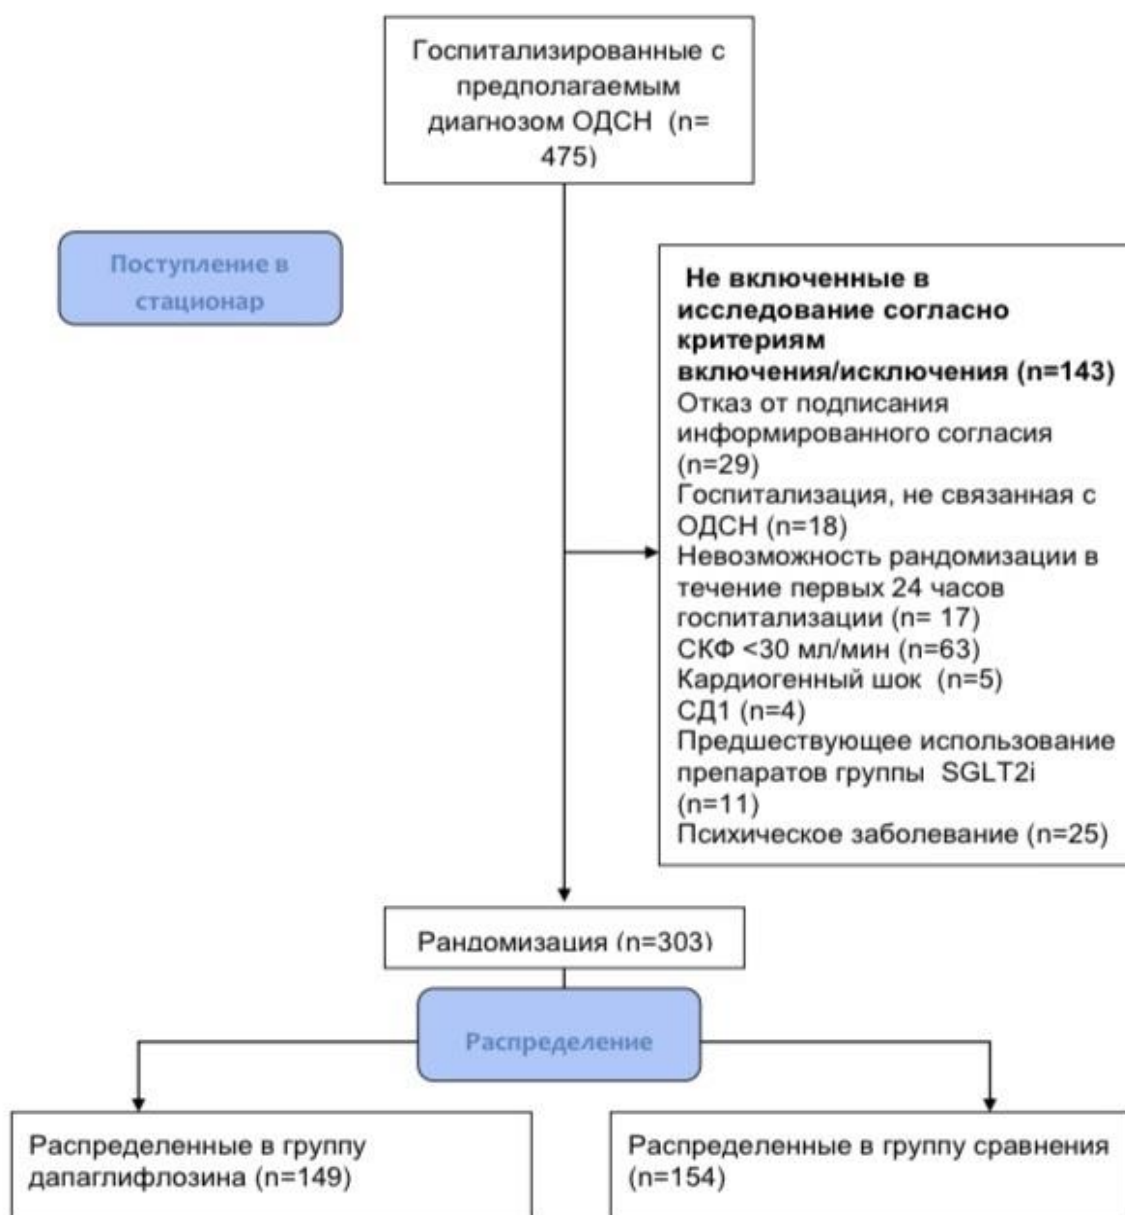 Госпитализированные с
предполагаемым
диагнозом ОДСН (n=
475)
Поступление в
стационар
Не включенные в
исследование согласно
критериям
включения/исключения (n=143)
Отказ от подписания
информированного согласия
(n=29)
Госпитализация, не связанная с
ОДСН (n=18)
Невозможность рандомизации в
течение первых 24 часов
госпитализации (n= 17)
СКФ <30 мл/мин (n=63)
Кардиогенный шок (n=5)
СД1 (n=4)
Предшествующее использование
препаратов группы SGLT2i
(n=11)
Психическое заболевание (n=25)
Рандомизация (n=303)
Распределение
Распределенные в группу
дапаглифлозина (n=149)
Распределенные в группу сравнения
(n=154)